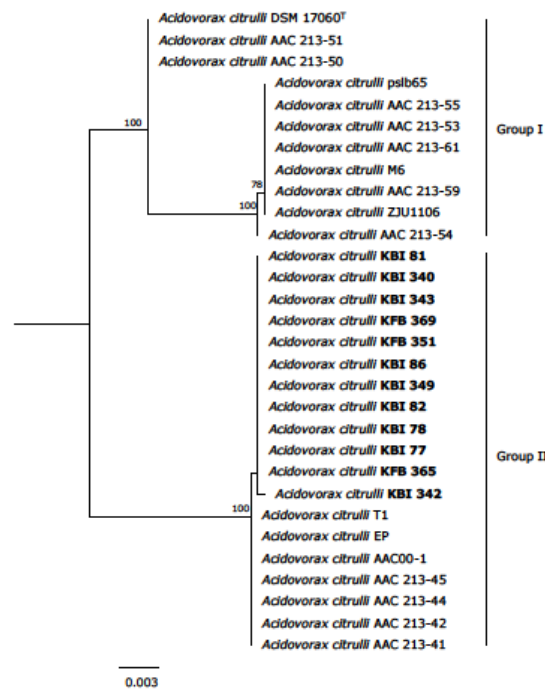 Acidovorax citrulli DSM 17060ᵀ
Acidovorax citrulli AAC 213-51
Acidovorax citrulli AAC 213-50
Acidovorax citrulli pslb65
Acidovorax citrulli AAC 213-55
Acidovorax citrulli AAC 213-53
Acidovorax citrulli AAC 213-61
Acidovorax citrulli M6
Acidovorax citrulli AAC 213-59
Acidovorax citrulli ZJU1106
Acidovorax citrulli AAC 213-54
Group I
100
78
100
Acidovorax citrulli KBI 81
Acidovorax citrulli KBI 340
Acidovorax citrulli KBI 343
Acidovorax citrulli KFB 369
Acidovorax citrulli KFB 351
Acidovorax citrulli KBI 86
Acidovorax citrulli KBI 349
Acidovorax citrulli KBI 82
Acidovorax citrulli KBI 78
Acidovorax citrulli KBI 77
Acidovorax citrulli KFB 365
Acidovorax citrulli KBI 342
Acidovorax citrulli T1
Acidovorax citrulli EP
Acidovorax citrulli AAC00-1
Acidovorax citrulli AAC 213-45
Acidovorax citrulli AAC 213-44
Acidovorax citrulli AAC 213-42
Acidovorax citrulli AAC 213-41
Group II
100
0.003